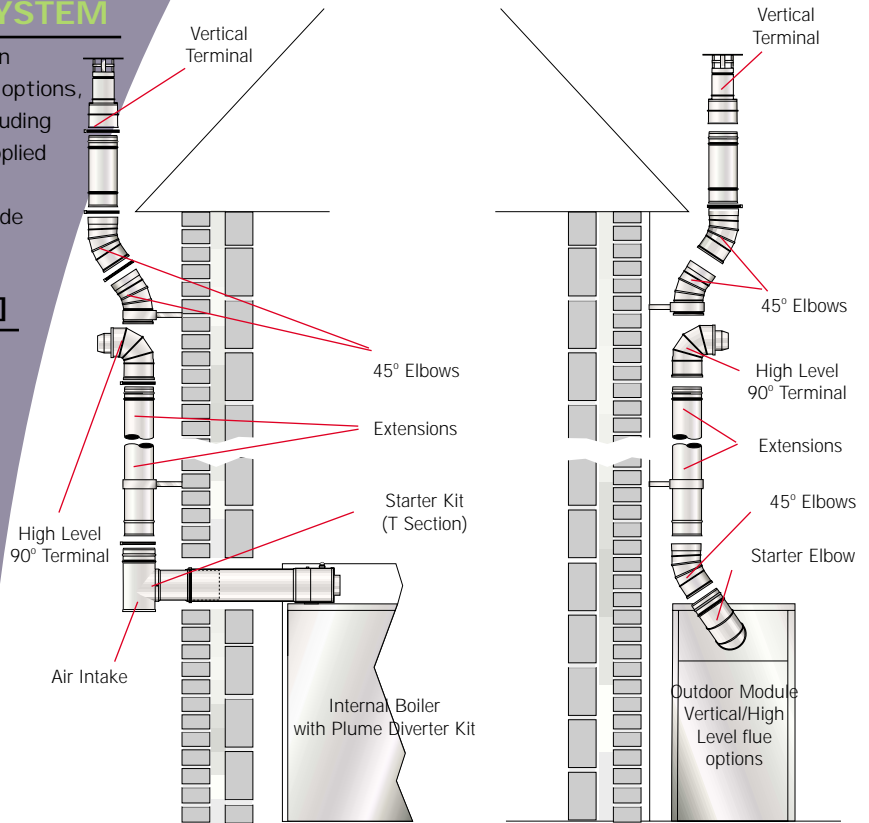 YSTEM
n
options,
uding
pplied
de
Vertical
Terminal
45° Elbows
Extensions
Starter Kit
(T Section)
High Level
90° Terminal
Air Intake
Internal Boiler
with Plume Diverter Kit
Vertical
Terminal
45° Elbows
High Level
90° Terminal
Extensions
45° Elbows
Starter Elbow
Outdoor Module
Vertical/High
Level flue
options